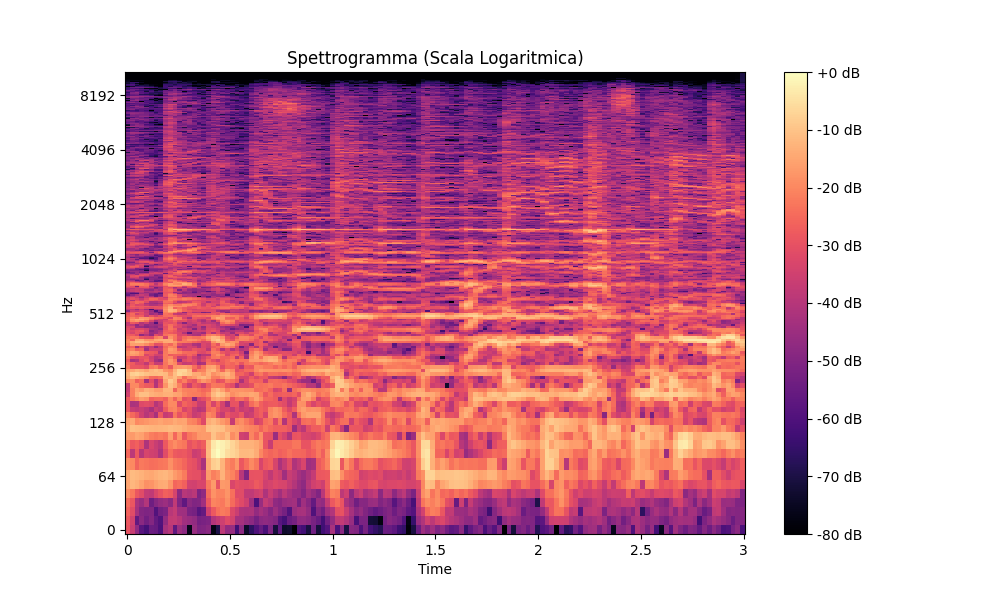 Spettrogramma (Scala Logaritmica)
Hz
8192
4096
2048
1024
512
256
128
64
0
0 0.5 1 1.5 2 2.5 3
Time
+0 dB
-10 dB
-20 dB
-30 dB
-40 dB
-50 dB
-60 dB
-70 dB
-80 dB